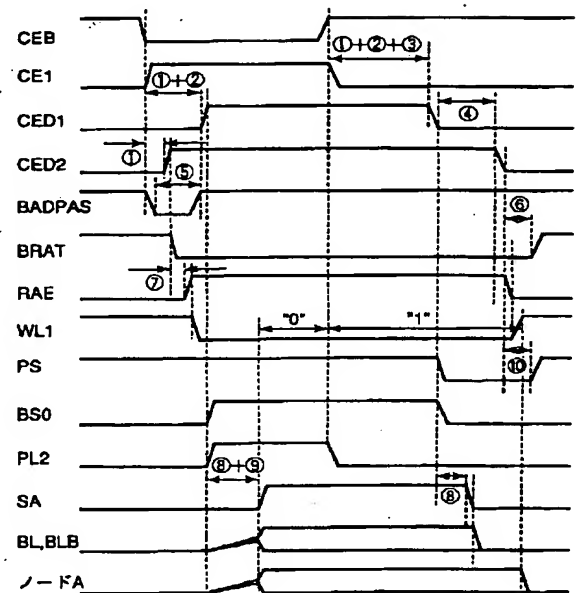 CEB
①+②+③
CE1
①+②
CED1
④
CED2
①
⑤
BADPAS
⑥
BRAT
⑦
RAE
WL1
"0"
"1"
PS
⑩
BS0
PL2
⑧+⑨
SA
⑧
BL,BLB
ノードA